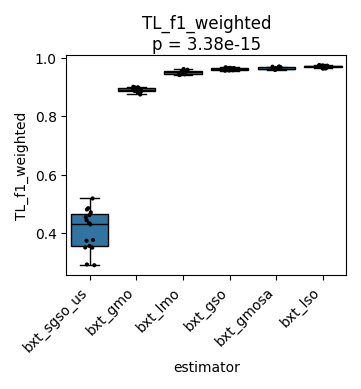 TL_f1_weighted
p = 3.38e-15
TL_f1_weighted
1.0
0.8
0.6
0.4
bxt_sgso_us
bxt_gmo
bxt_lmo
bxt_gso
bxt_gmosa
bxt_lso
estimator